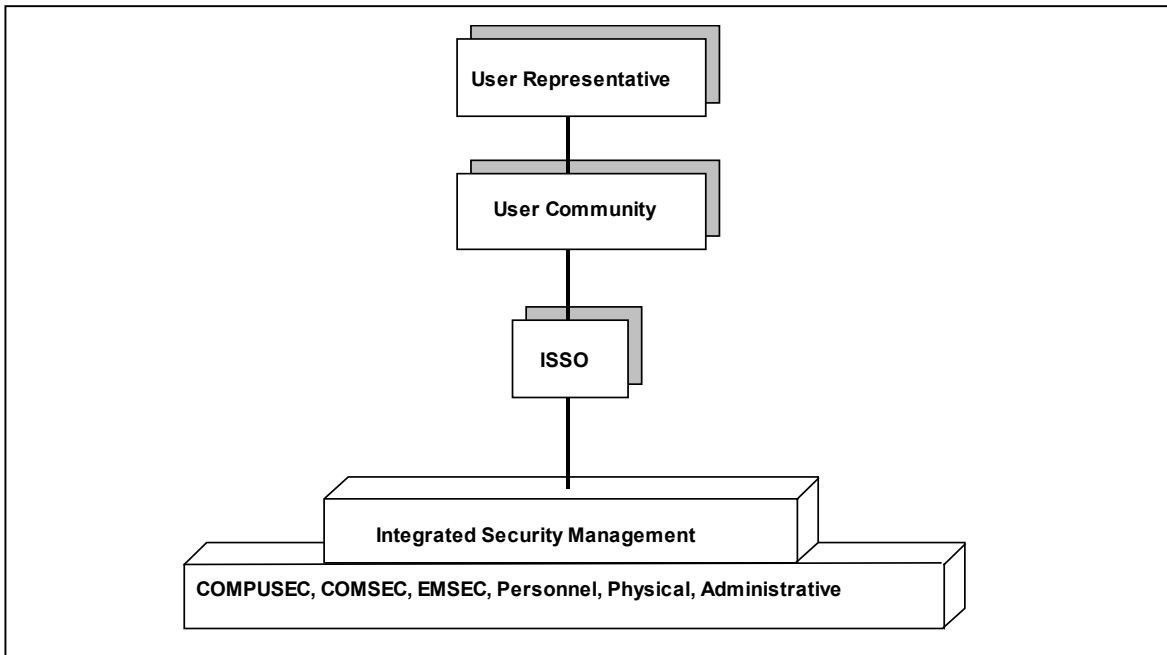 User Representative
User Community
ISSO
Integrated Security Management
COMPUSEC, COMSEC, EMSEC, Personnel, Physical, Administrative